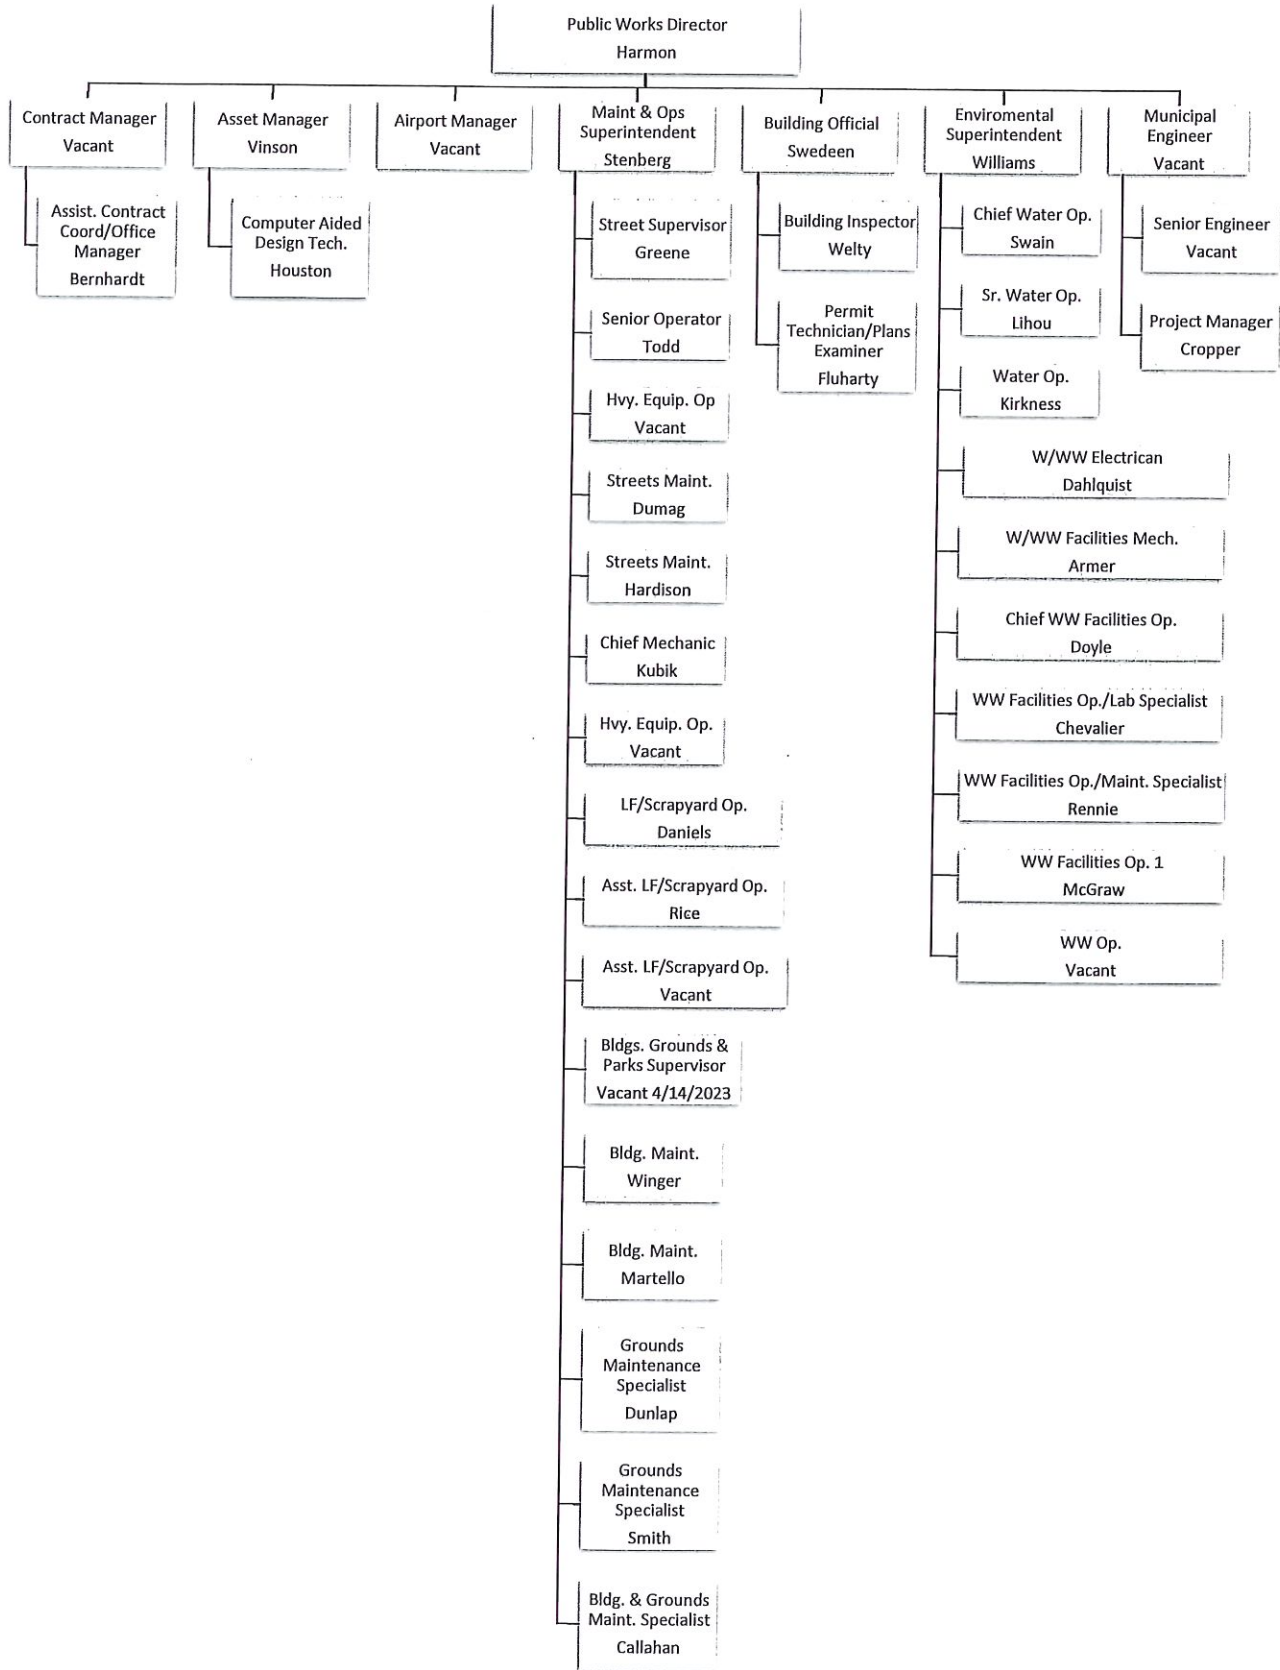 Public Works Director
Harmon
Contract Manager
Vacant
Assist. Contract
Coord/Office
Manager
Bernhardt
Asset Manager
Vinson
Computer Aided
Design Tech.
Houston
Airport Manager
Vacant
Maint & Ops
Superintendent
Stenberg
Street Supervisor
Greene
Senior Operator
Todd
Hvy. Equip. Op
Vacant
Streets Maint.
Dumag
Streets Maint.
Hardison
Chief Mechanic
Kubik
Hvy. Equip. Op.
Vacant
LF/Scrapyard Op.
Daniels
Asst. LF/Scrapyard Op.
Rice
Asst. LF/Scrapyard Op.
Vacant
Bldgs. Grounds &
Parks Supervisor
Vacant 4/14/2023
Bldg. Maint.
Winger
Bldg. Maint.
Martello
Grounds
Maintenance
Specialist
Dunlap
Grounds
Maintenance
Specialist
Smith
Bldg. & Grounds
Maint. Specialist
Callahan
Building Official
Swedeen
Building Inspector
Welty
Permit
Technician/Plans
Examiner
Fluharty
Enviromental
Superintendent
Williams
Chief Water Op.
Swain
Sr. Water Op.
Lihou
Water Op.
Kirkness
W/WW Electrican
Dahlquist
W/WW Facilities Mech.
Armer
Chief WW Facilities Op.
Doyle
WW Facilities Op./Lab Specialist
Chevalier
WW Facilities Op./Maint. Specialist
Rennie
WW Facilities Op. 1
McGraw
WW Op.
Vacant
Municipal
Engineer
Vacant
Senior Engineer
Vacant
Project Manager
Cropper